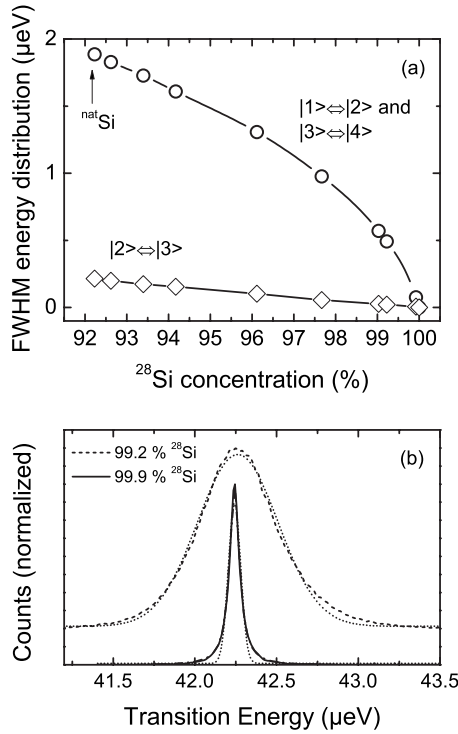 FWHM energy distribution (µeV)
2
1
0
(a)
natSi
|1>⇔|2> and
|3>⇔|4>
|2>⇔|3>
92 93 94 95 96 97 98 99 100
28Si concentration (%)
Counts (normalized)
99.2 % 28Si
99.9 % 28Si
(b)
41.5 42.0 42.5 43.0 43.5
Transition Energy (µeV)